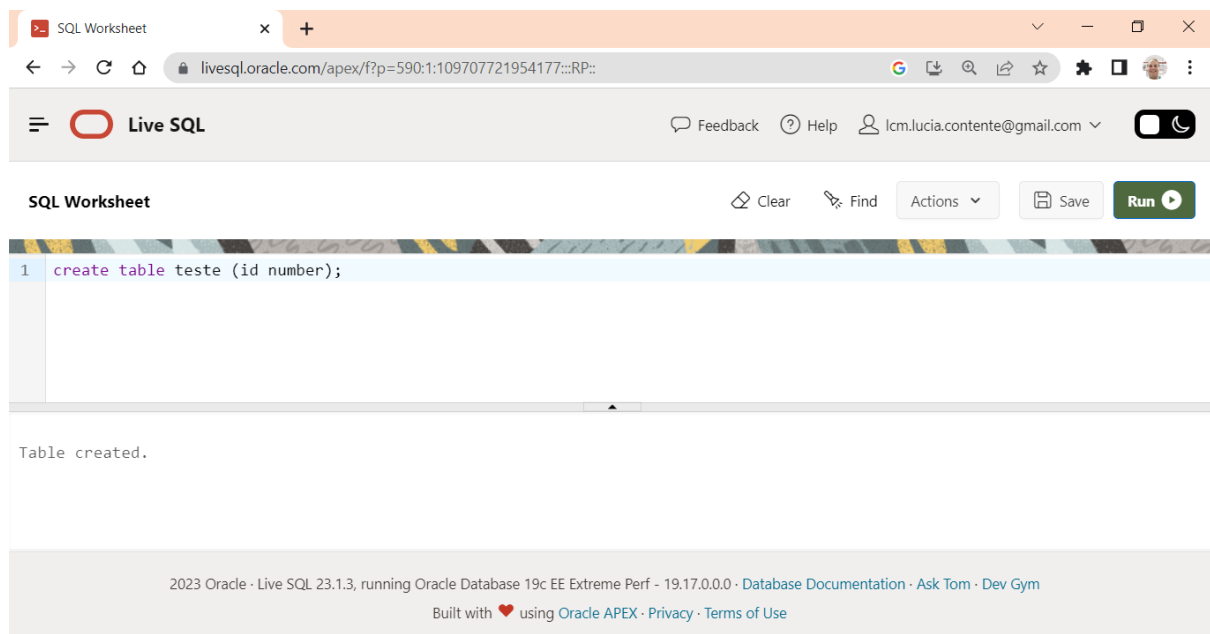 SQL Worksheet
livesql.oracle.com/apex/f?p=590:1:109707721954177:::RP::
Live SQL Feedback Help lcm.lucia.contente@gmail.com
SQL Worksheet Clear Find Actions Save Run
1 create table teste (id number);
Table created.
2023 Oracle · Live SQL 23.1.3, running Oracle Database 19c EE Extreme Perf - 19.17.0.0.0 · Database Documentation · Ask Tom · Dev Gym
Built with ❤ using Oracle APEX · Privacy · Terms of Use